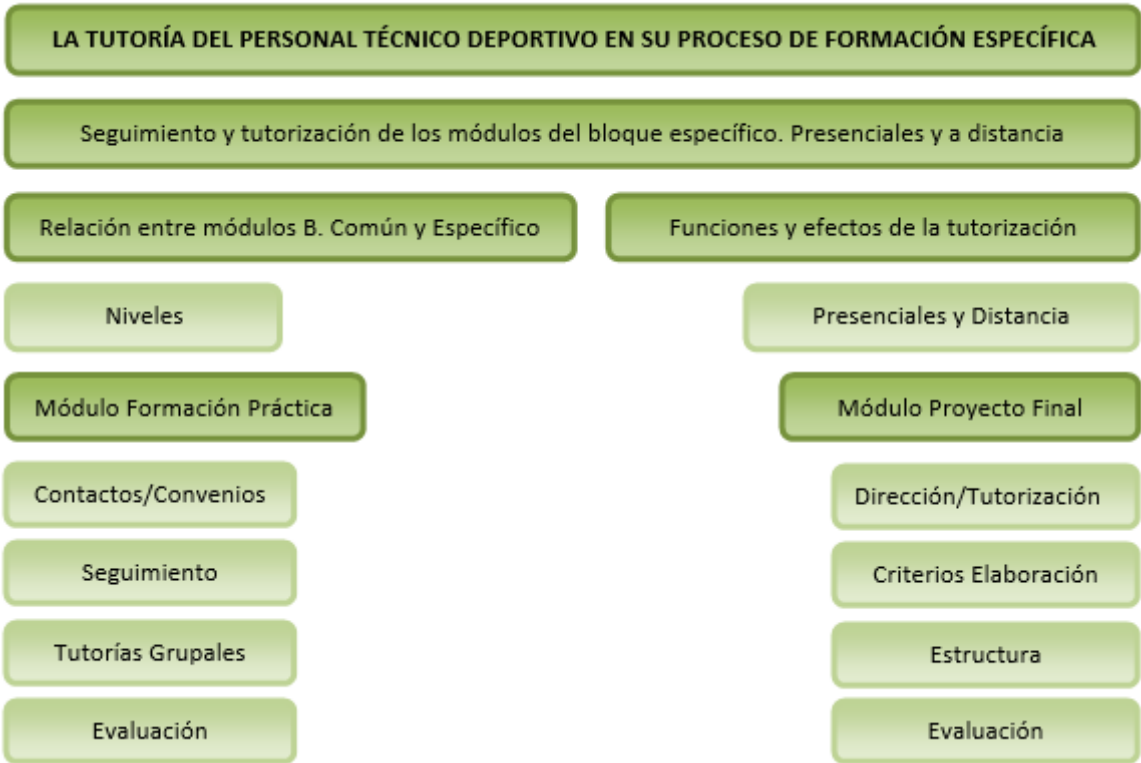 LA TUTORÍA DEL PERSONAL TÉCNICO DEPORTIVO EN SU PROCESO DE FORMACIÓN ESPECÍFICA
Seguimiento y tutorización de los módulos del bloque específico. Presenciales y a distancia
Relación entre módulos B. Común y Específico
Funciones y efectos de la tutorización
Niveles
Presenciales y Distancia
Módulo Formación Práctica
Módulo Proyecto Final
Contactos/Convenios
Dirección/Tutorización
Seguimiento
Criterios Elaboración
Tutorías Grupales
Estructura
Evaluación
Evaluación